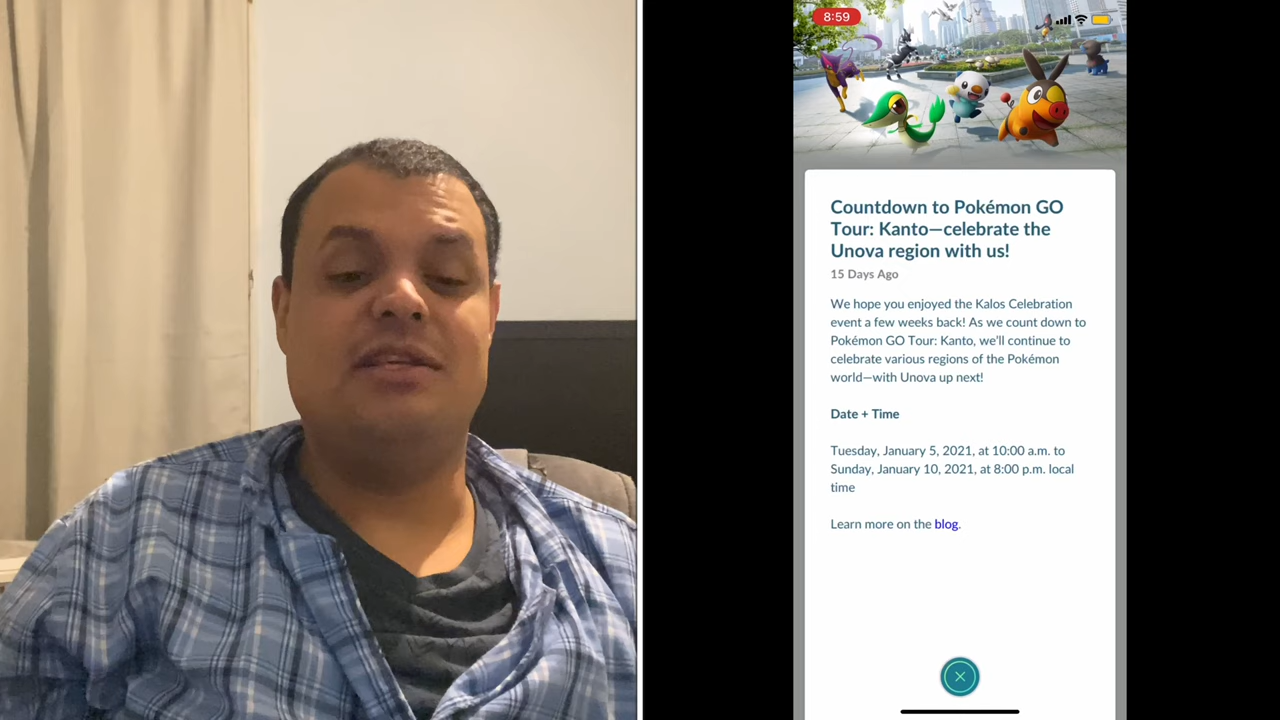 8:59
Countdown to Pokémon GO
Tour: Kanto—celebrate the
Unova region with us!
15 Days Ago
We hope you enjoyed the Kalos Celebration
event a few weeks back! As we count down to
Pokémon GO Tour: Kanto, we'll continue to
celebrate various regions of the Pokémon
world—with Unova up next!
Date + Time
Tuesday, January 5, 2021, at 10:00 a.m. to
Sunday, January 10, 2021, at 8:00 p.m. local
time
Learn more on the blog.